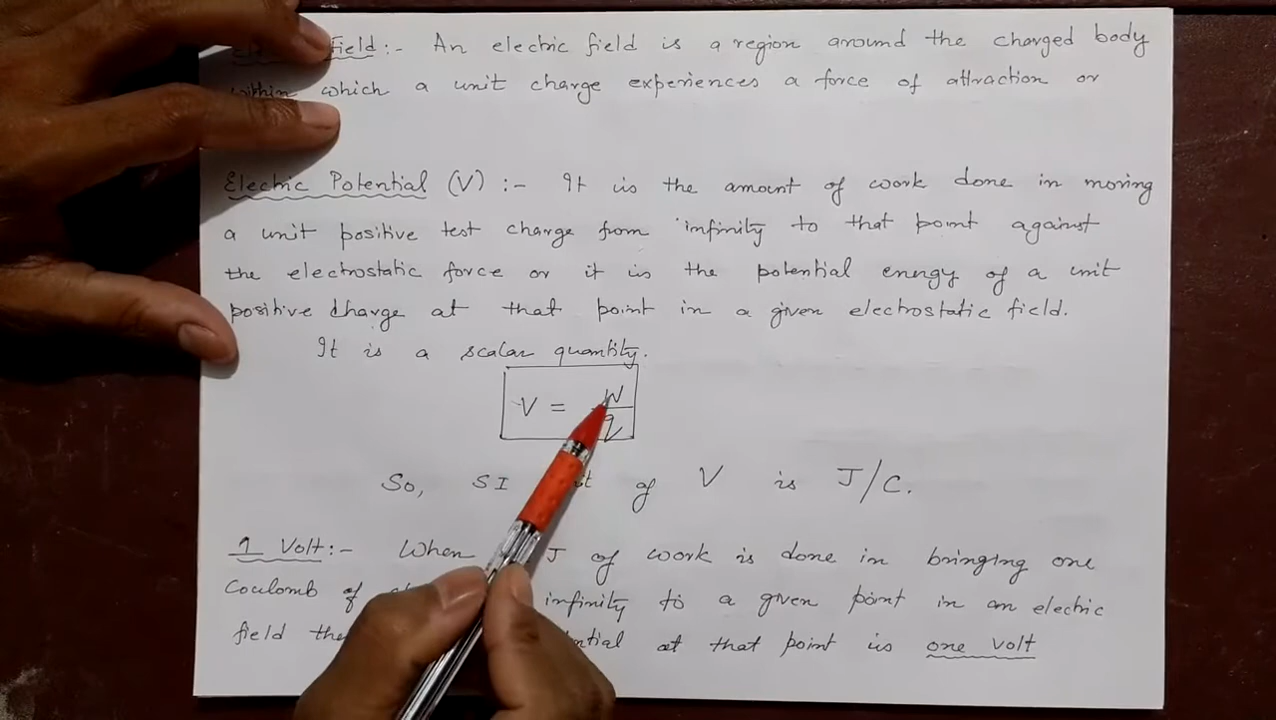 Field :- An electric field is a region around the charged body
within which a unit charge experiences a force of attraction or
Electric Potential (V) :- It is the amount of work done in moving
a unit positive test charge from infinity to that point against
the electrostatic force or it is the potential energy of a unit
positive charge at that point in a given electrostatic field.
It is a scalar quantity.
V = W/q
So, SI of V is J/C.
1 Volt :- When J of work is done in bringing one
Coulomb of infinity to a given point in an electric
field the at that point is one volt